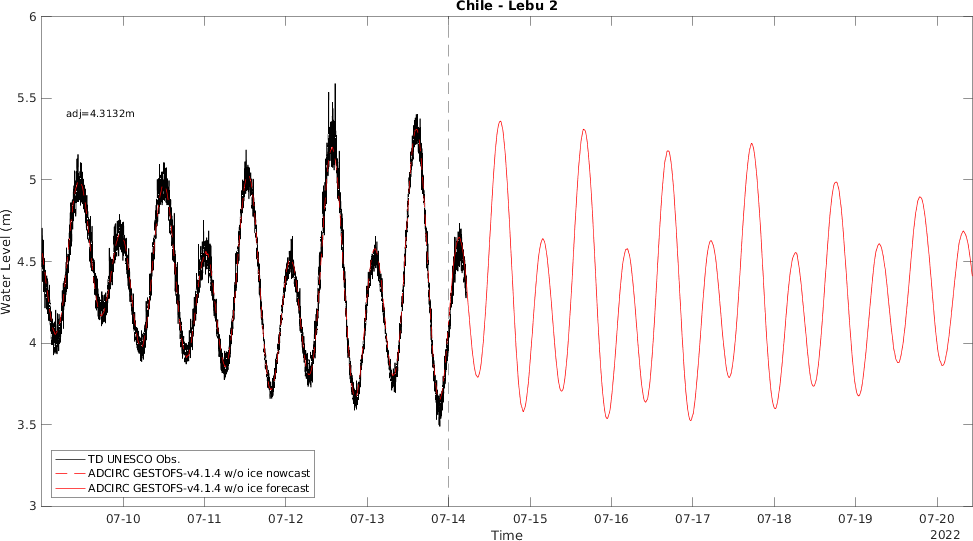 Chile - Lebu 2
6
5.5
adj=4.3132m
5
Water Level (m)
4.5
4
3.5
TD UNESCO Obs.
ADCIRC GESTOFS-v4.1.4 w/o ice nowcast
ADCIRC GESTOFS-v4.1.4 w/o ice forecast
3
07-10 07-11 07-12 07-13 07-14 07-15 07-16 07-17 07-18 07-19 07-20
Time
2022